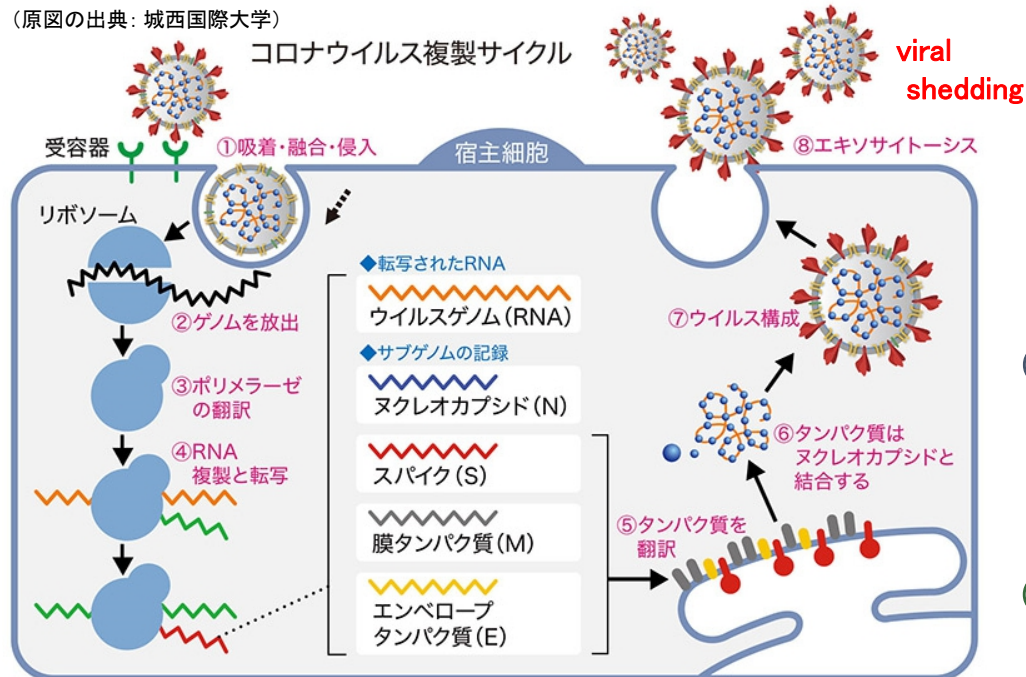 (原図の出典: 城西国際大学)
コロナウイルス複製サイクル
viral
shedding
受容器
①吸着・融合・侵入
宿主細胞
⑧エキソサイトーシス
リボソーム
◆転写されたRNA
ウイルスゲノム(RNA)
②ゲノムを放出
⑦ウイルス構成
◆サブゲノムの記録
ヌクレオカプシド(N)
③ポリメラーゼ
の翻訳
④RNA
複製と転写
スパイク(S)
⑥タンパク質は
ヌクレオカプシドと
結合する
膜タンパク質(M)
⑤タンパク質を
翻訳
エンベロープ
タンパク質(E)